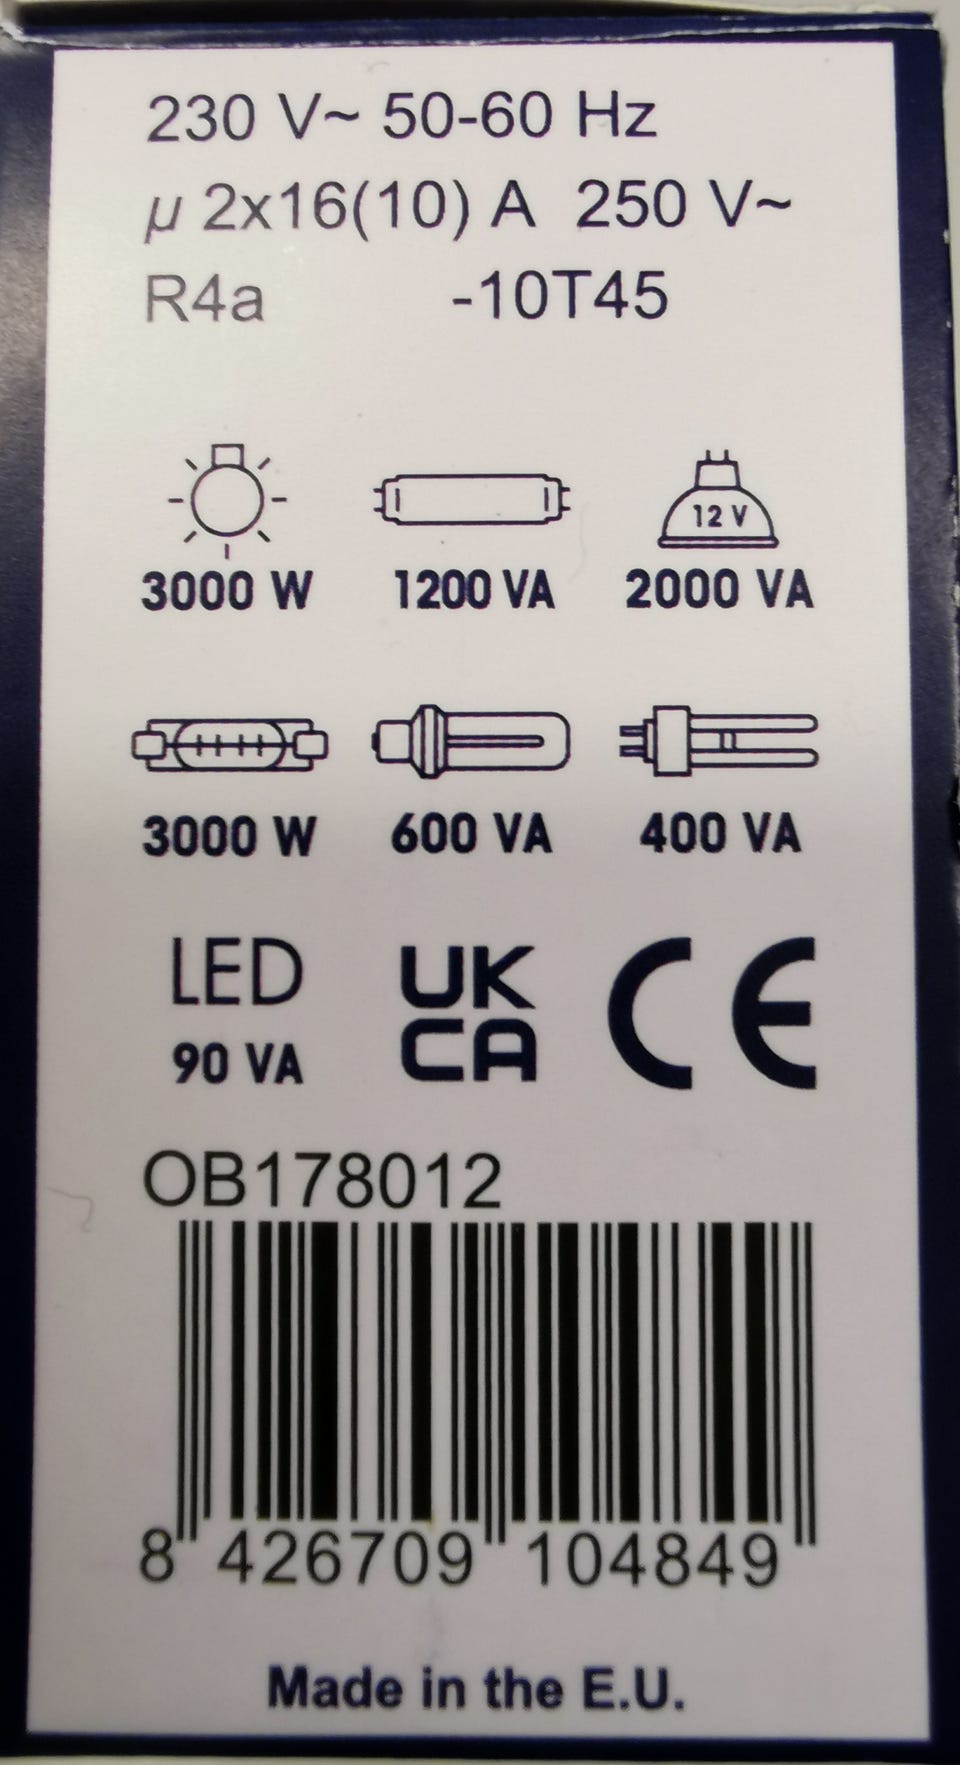 230 V~ 50-60 Hz
µ 2x16(10) A 250 V~
R4a -10T45
12 V
3000 W 1200 VA 2000 VA
3000 W 600 VA 400 VA
LED UK CA CE
90 VA
OB178012
8 426709 104849
Made in the E.U.